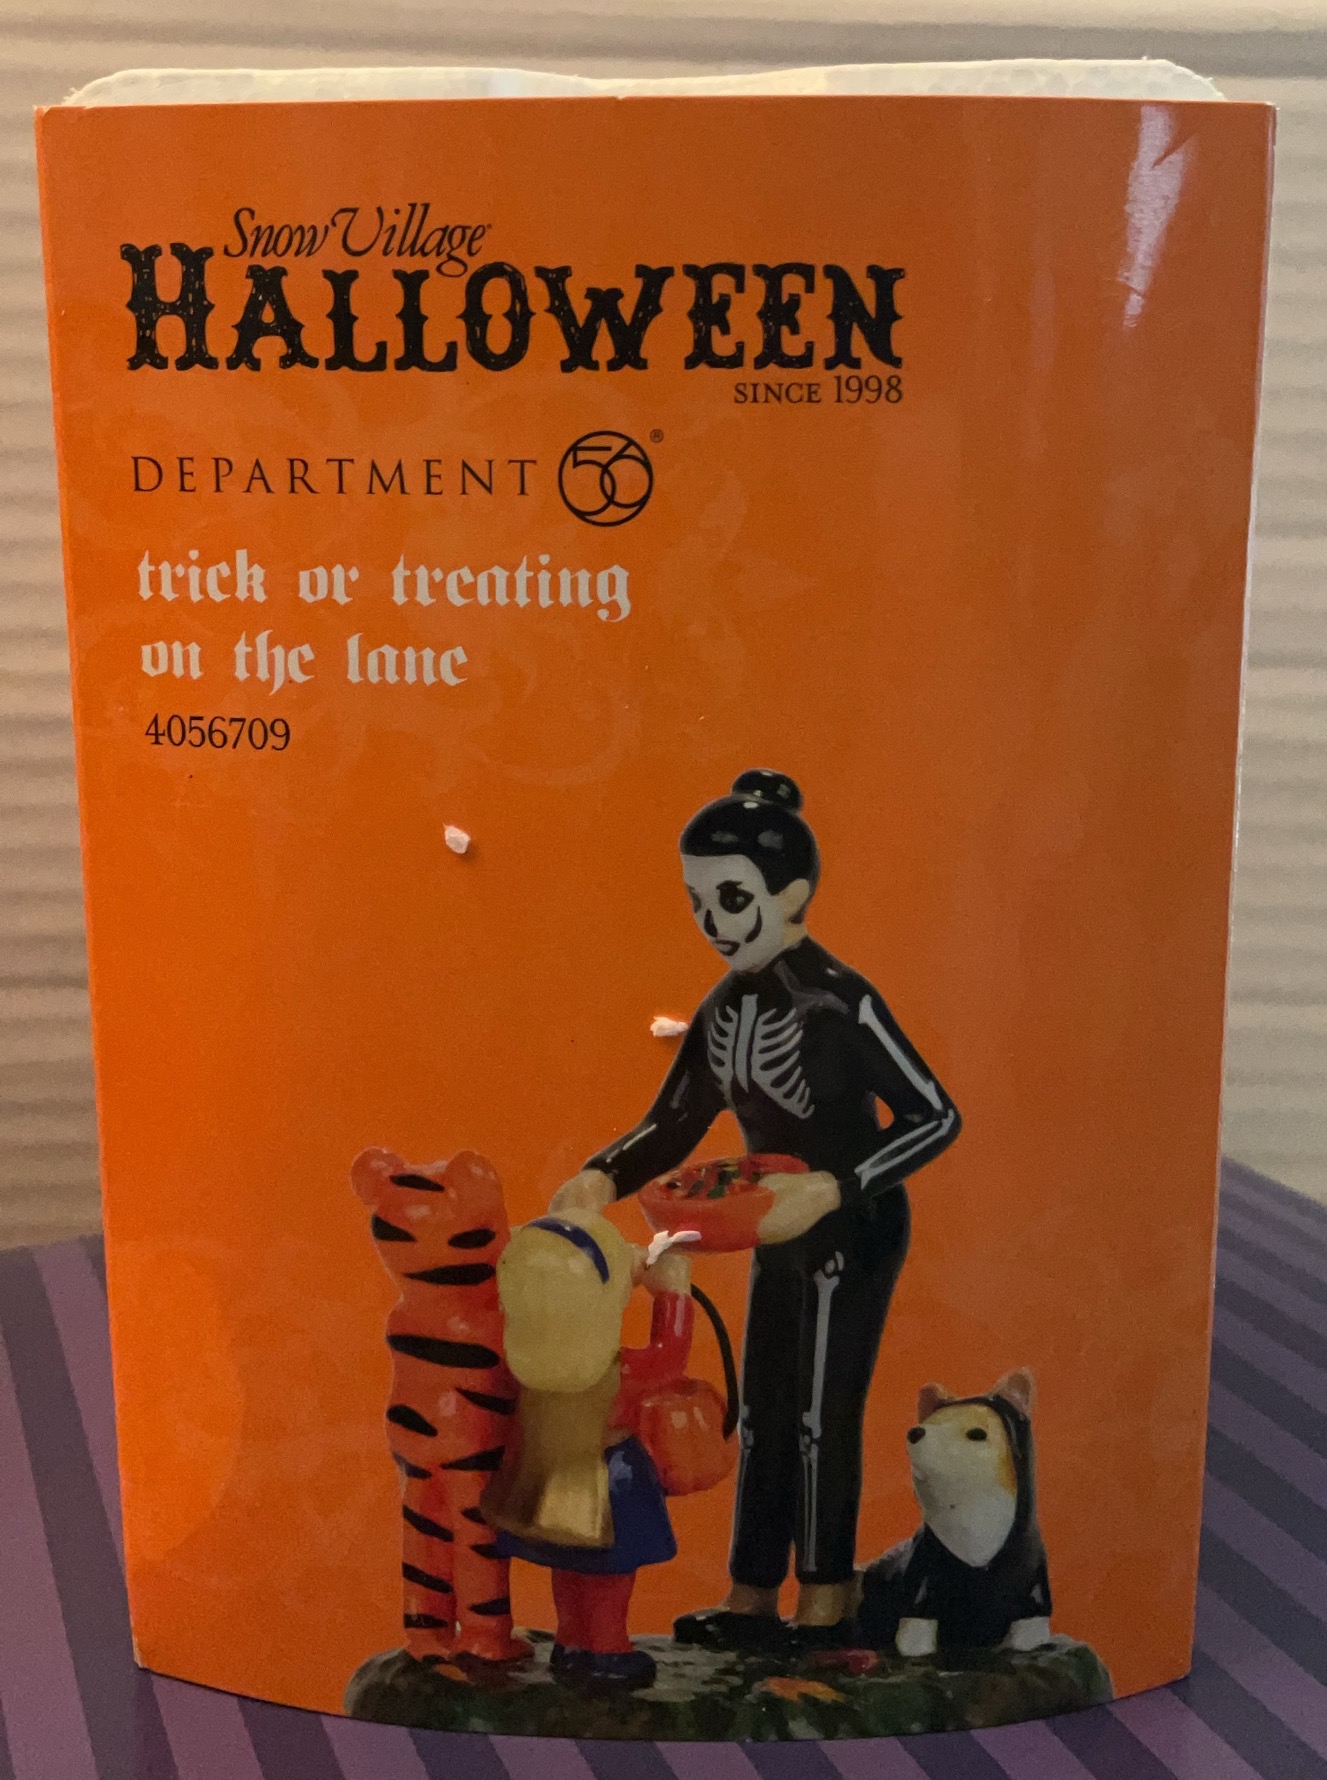 Snow Village
HALLOWEEN
SINCE 1998
DEPARTMENT 56®
trick or treating
on the lane
4056709